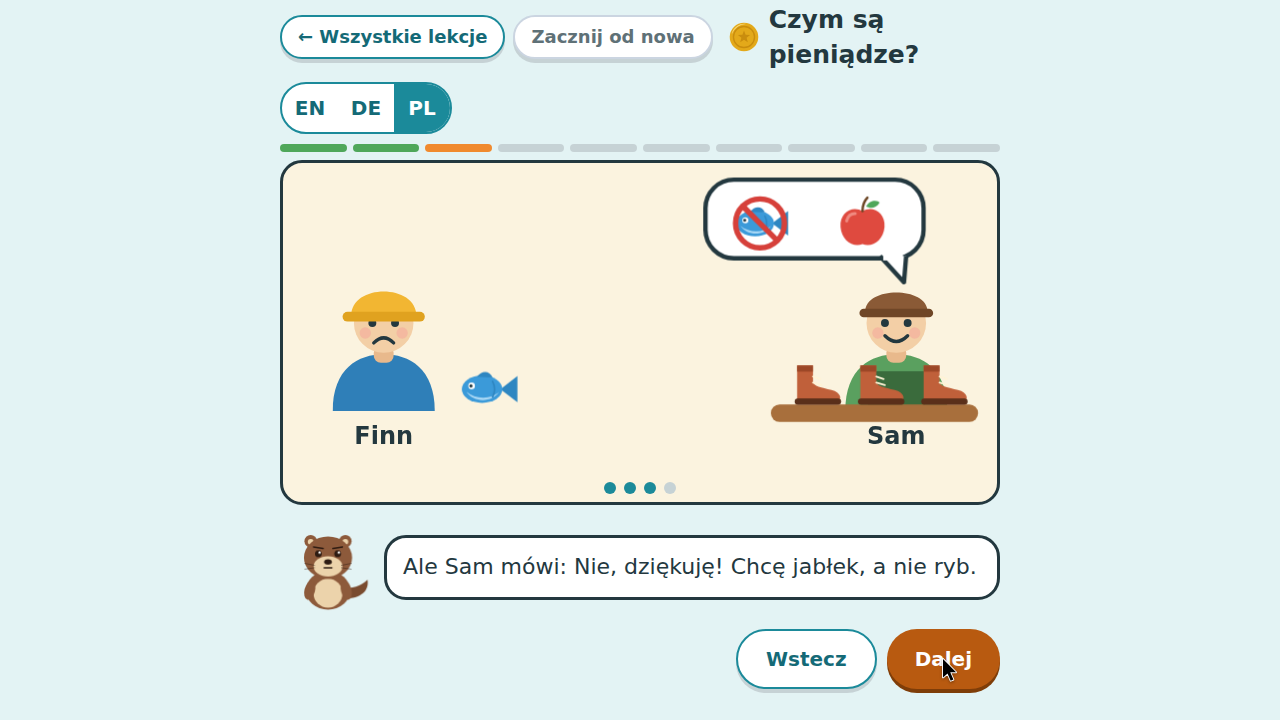 ← Wszystkie lekcje
Zacznij od nowa
Czym są
pieniądze?
EN DE PL
Finn
Sam
Ale Sam mówi: Nie, dziękuję! Chcę jabłek, a nie ryb.
Wstecz
Dalej